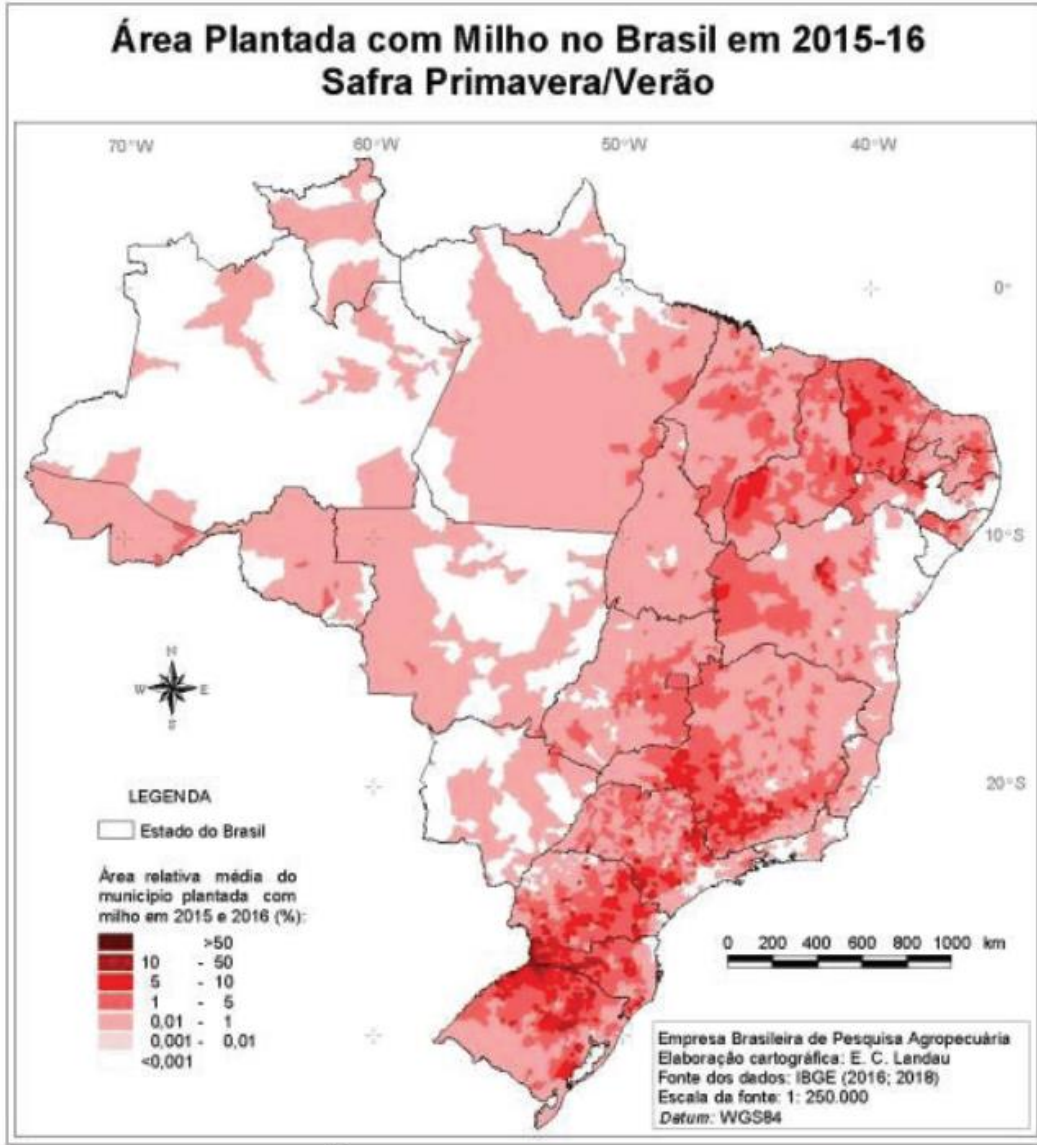 Área Plantada com Milho no Brasil em 2015-16
Safra Primavera/Verão
70°W
60°W
50°W
40°W
0°
10°S
20°S
N
W
E
S
LEGENDA
Estado do Brasil
Área relativa média do
município plantada com
milho em 2015 e 2016 (%):
>50
10 - 50
5 - 10
1 - 5
0,01 - 1
0,001 - 0,01
<0,001
0 200 400 600 800 1000 km
Empresa Brasileira de Pesquisa Agropecuária
Elaboração cartográfica: E. C. Landau
Fonte dos dados: IBGE (2016; 2018)
Escala da fonte: 1: 250.000
Datum: WGS84